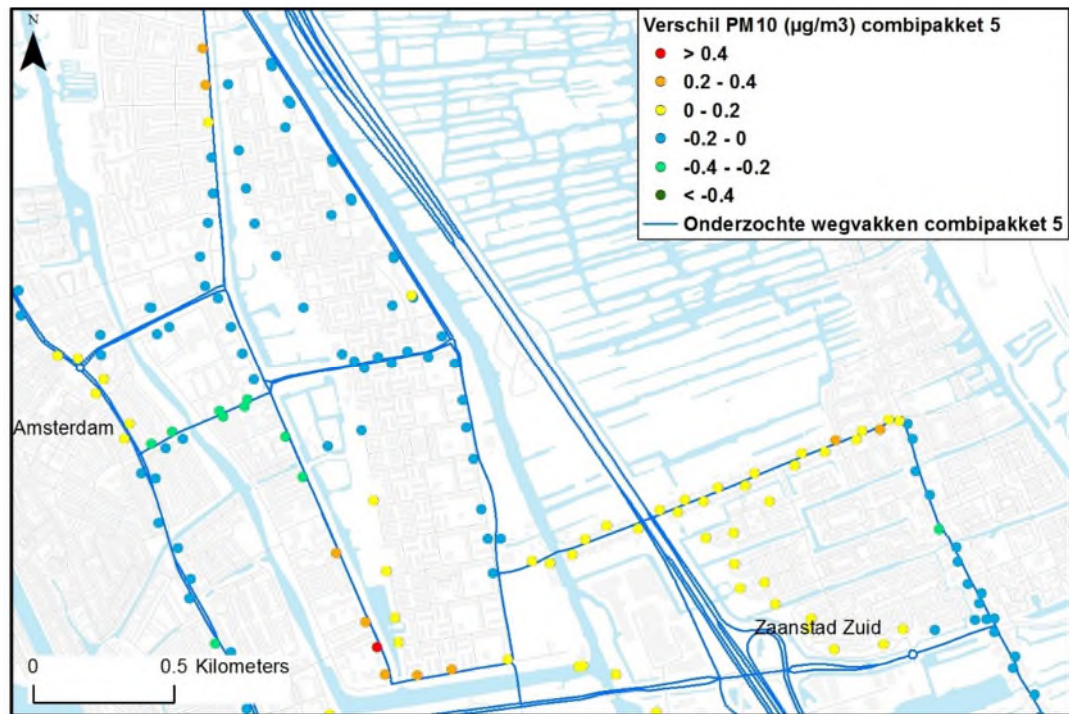 N
Verschil PM10 (µg/m3) combipakket 5
> 0.4
0.2 - 0.4
0 - 0.2
-0.2 - 0
-0.4 - -0.2
< -0.4
Onderzochte wegvakken combipakket 5
Amsterdam
Zaanstad Zuid
0 0.5 Kilometers